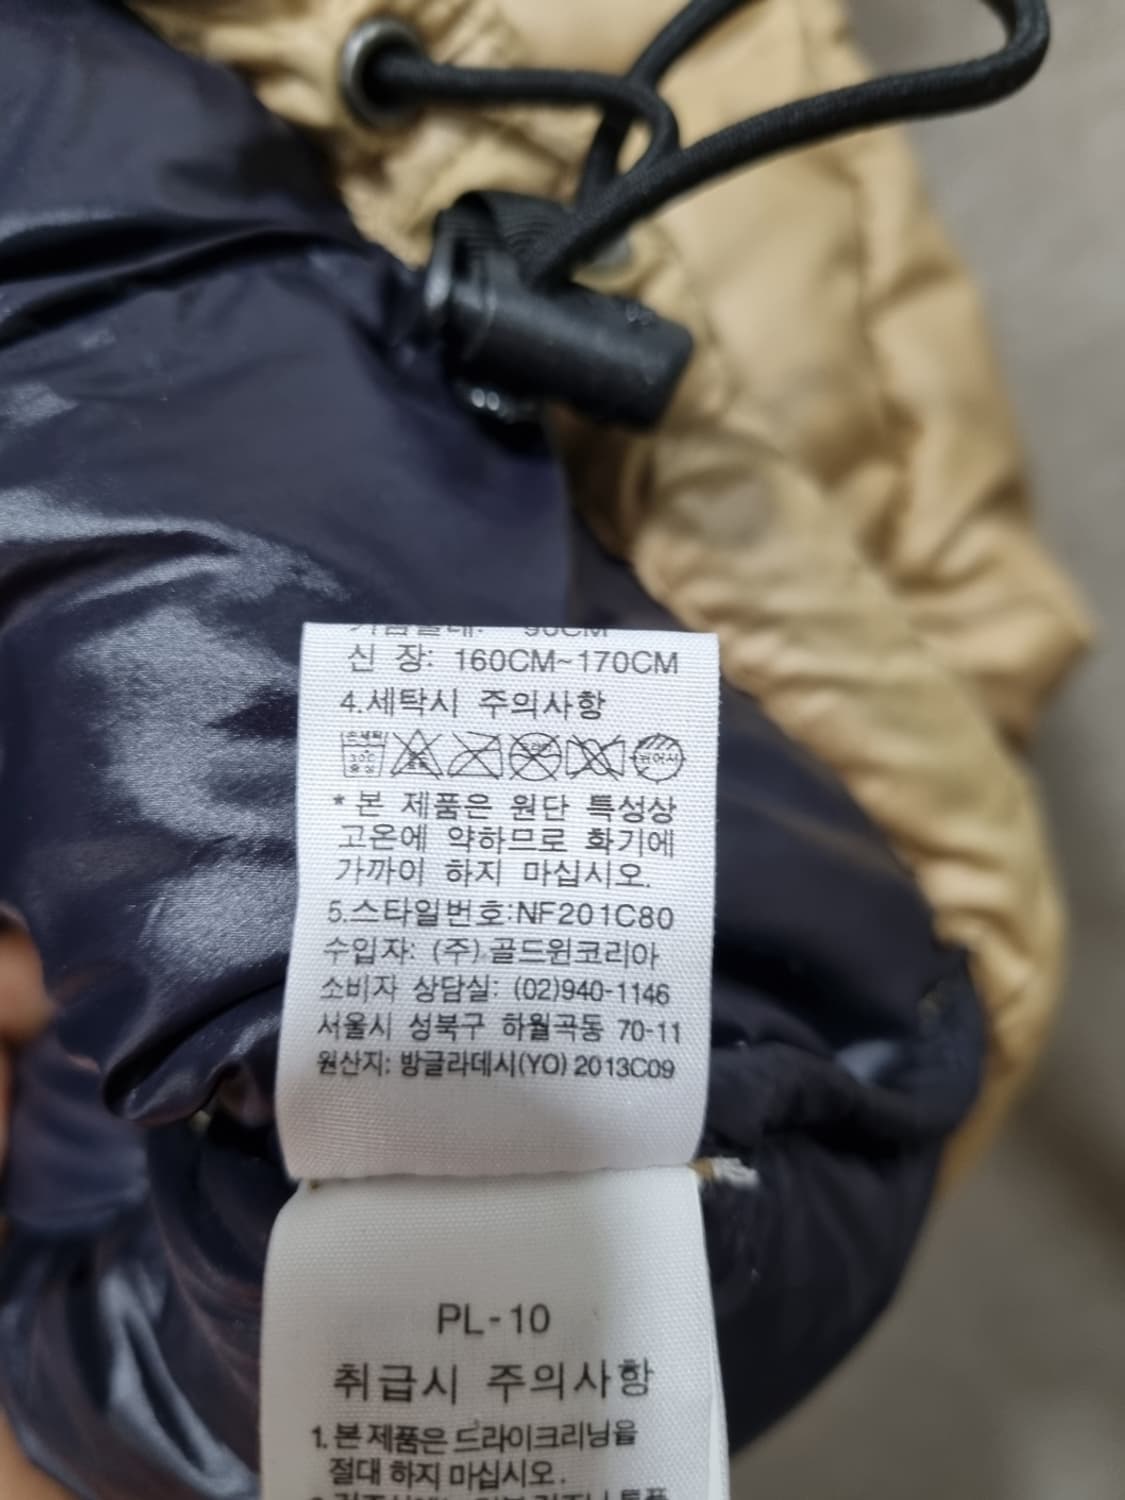 신 장: 160CM~170CM
4.세탁시 주의사항
* 본 제품은 원단 특성상
고온에 약하므로 화기에
가까이 하지 마십시오.
5.스타일번호:NF201C80
수입자: (주)골드윈코리아
소비자 상담실: (02)940-1146
서울시 성북구 하월곡동 70-11
원산지: 방글라데시(YO) 2013C09
PL-10
취급시 주의사항
1. 본 제품은 드라이크리닝을
절대 하지 마십시오.